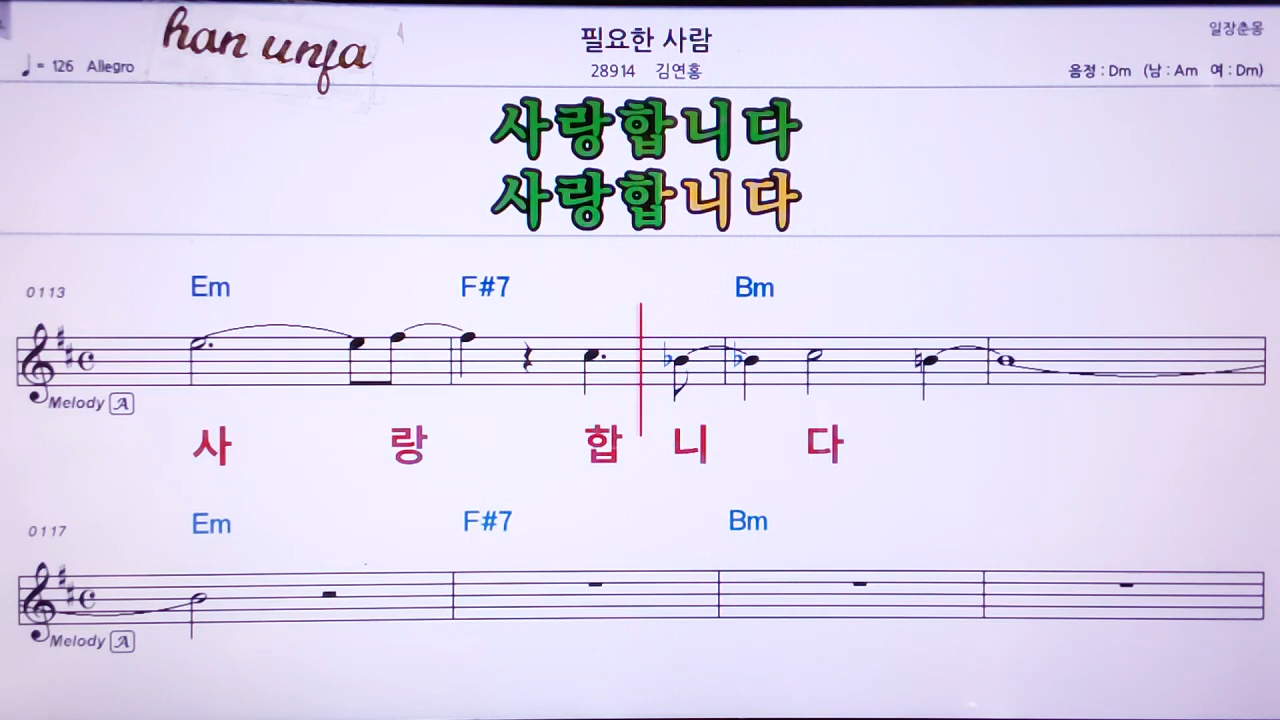 han unfa
필요한 사람
일장춘몽
♩= 126 Allegro
28914 김연홍
음정 : Dm (남 : Am 여 : Dm)
사랑합니다
사랑합니다
0113 Em F#7 Bm
Melody A
사 랑 합 니 다
0117 Em F#7 Bm
Melody A